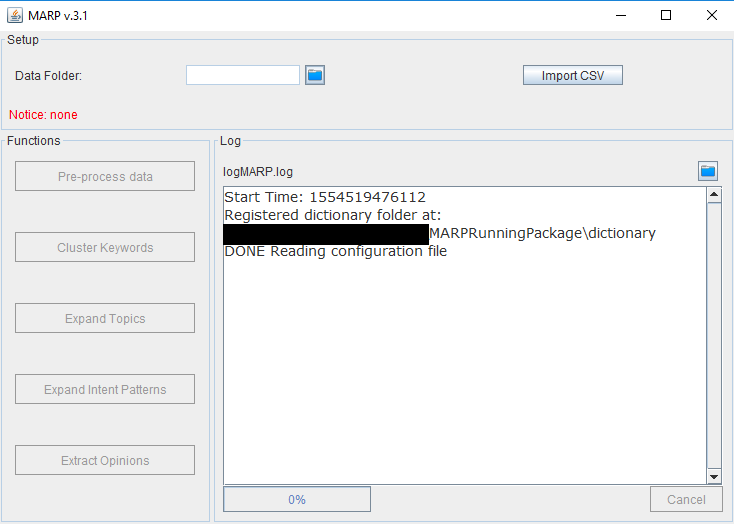 MARP v.3.1
Setup
Data Folder:
Import CSV
Notice: none
Functions
Pre-process data
Cluster Keywords
Expand Topics
Expand Intent Patterns
Extract Opinions
Log
logMARP.log
Start Time: 1554519476112
Registered dictionary folder at:
MARPRunningPackage\dictionary
DONE Reading configuration file
0%
Cancel